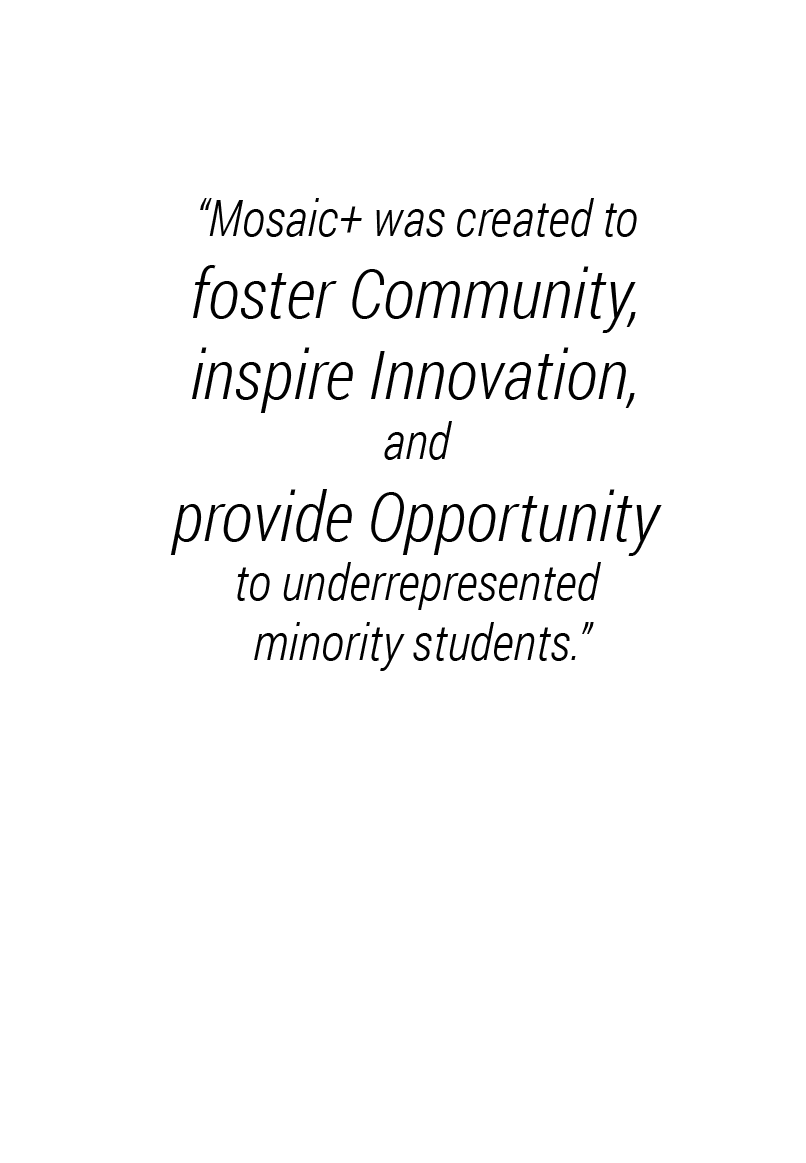 “Mosaic+ was created to
foster Community,
inspire Innovation,
and
provide Opportunity
to underrepresented
minority students.”